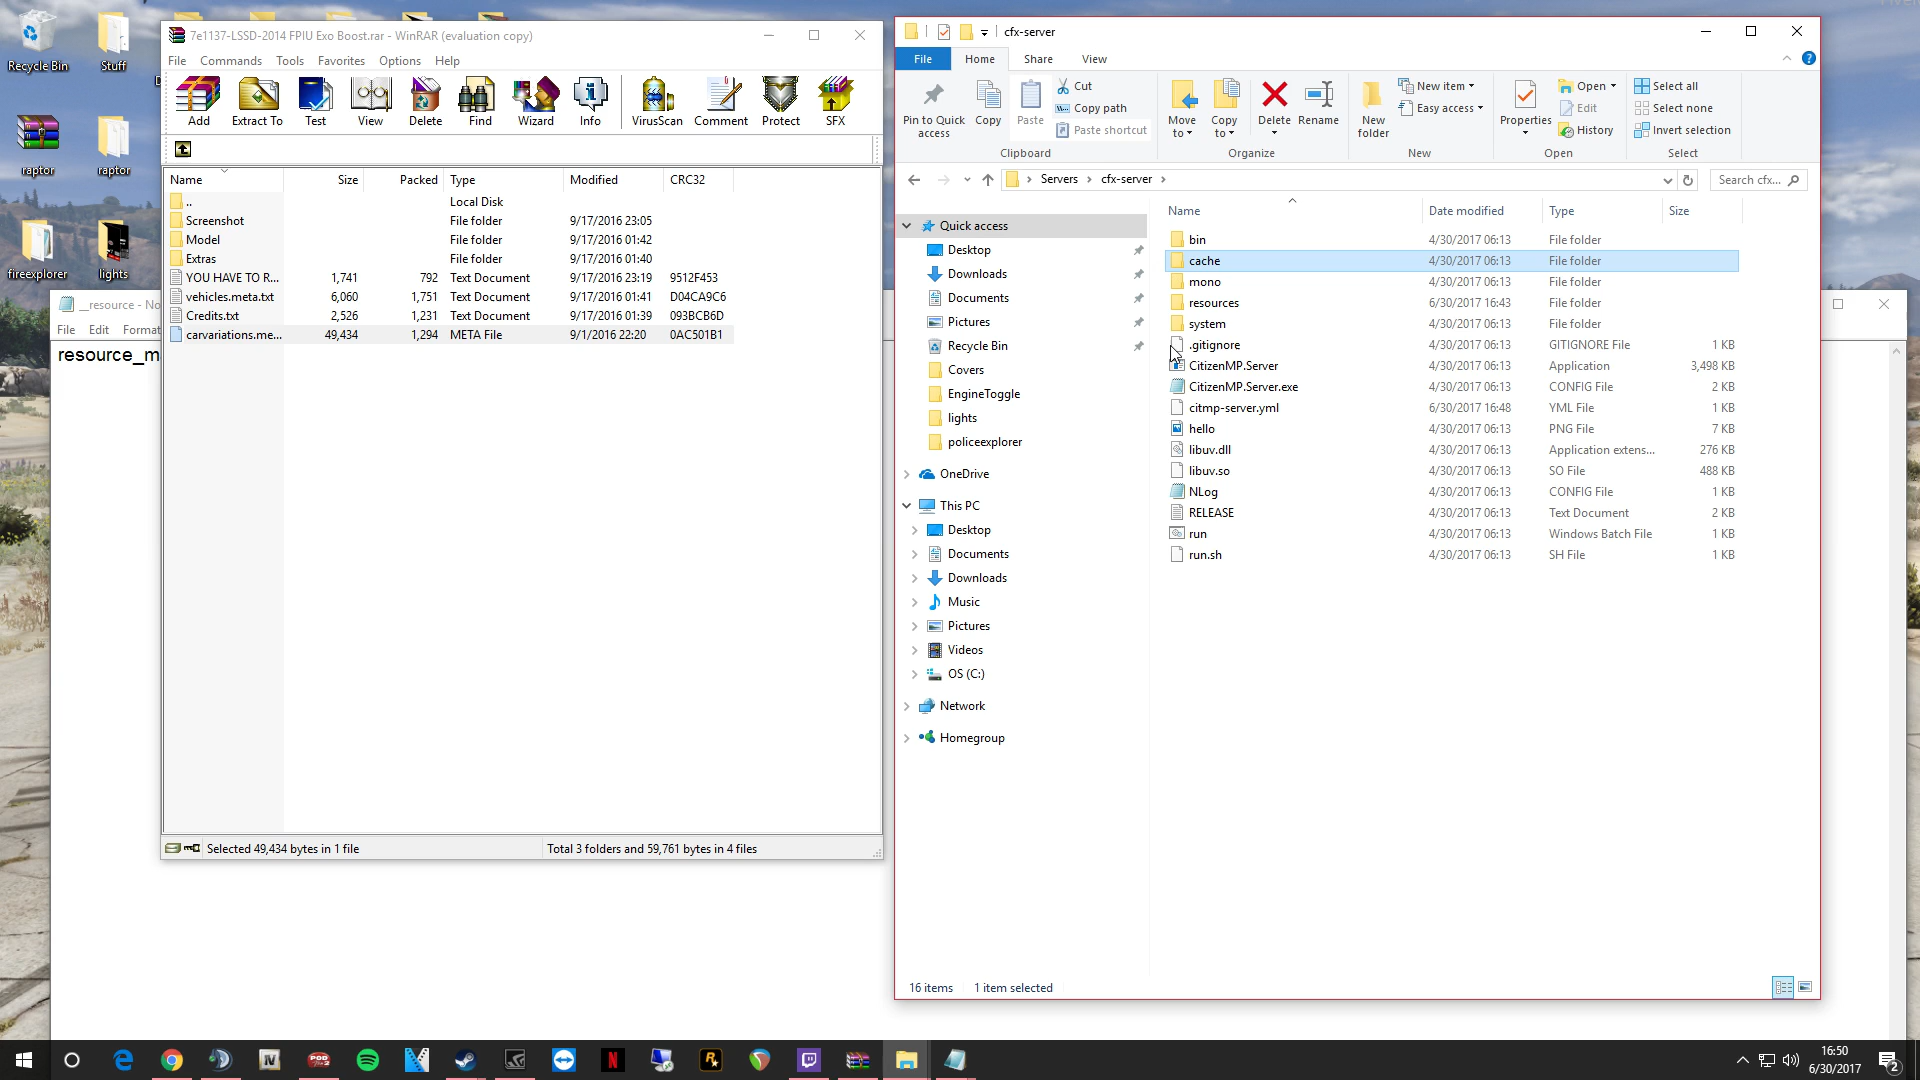 Recycle Bin
Stuff
raptor
raptor
fireexplorer
lights
7e1137-LSSD-2014 FPIU Exo Boost.rar - WinRAR (evaluation copy)
File Commands Tools Favorites Options Help
Add Extract To Test View Delete Find Wizard Info VirusScan Comment Protect SFX
Name Size Packed Type Modified CRC32
.. Local Disk
Screenshot File folder 9/17/2016 23:05
Model File folder 9/17/2016 01:42
Extras File folder 9/17/2016 01:40
YOU HAVE TO R... 1,741 792 Text Document 9/17/2016 23:19 9512F453
vehicles.meta.txt 6,060 1,751 Text Document 9/17/2016 01:41 D04CA9C6
Credits.txt 2,526 1,231 Text Document 9/17/2016 01:39 093BCB6D
carvariations.me... 49,434 1,294 META File 9/1/2016 22:20 0AC501B1
Selected 49,434 bytes in 1 file Total 3 folders and 59,761 bytes in 4 files
__resource - No
File Edit Format
resource_m
cfx-server
File Home Share View
Pin to Quick access Copy Paste Cut Copy path Paste shortcut
Move to Copy to Delete Rename New folder New item Easy access
Properties Open Edit History Select all Select none Invert selection
Clipboard Organize New Open Select
Servers cfx-server Search cfx...
Quick access
Desktop
Downloads
Documents
Pictures
Recycle Bin
Covers
EngineToggle
lights
policeexplorer
OneDrive
This PC
Desktop
Documents
Downloads
Music
Pictures
Videos
OS (C:)
Network
Homegroup
Name Date modified Type Size
bin 4/30/2017 06:13 File folder
cache 4/30/2017 06:13 File folder
mono 4/30/2017 06:13 File folder
resources 6/30/2017 16:43 File folder
system 4/30/2017 06:13 File folder
.gitignore 4/30/2017 06:13 GITIGNORE File 1 KB
CitizenMP.Server 4/30/2017 06:13 Application 3,498 KB
CitizenMP.Server.exe 4/30/2017 06:13 CONFIG File 2 KB
citmp-server.yml 6/30/2017 16:48 YML File 1 KB
hello 4/30/2017 06:13 PNG File 7 KB
libuv.dll 4/30/2017 06:13 Application extens... 276 KB
libuv.so 4/30/2017 06:13 SO File 488 KB
NLog 4/30/2017 06:13 CONFIG File 1 KB
RELEASE 4/30/2017 06:13 Text Document 2 KB
run 4/30/2017 06:13 Windows Batch File 1 KB
run.sh 4/30/2017 06:13 SH File 1 KB
16 items 1 item selected
16:50
6/30/2017
2